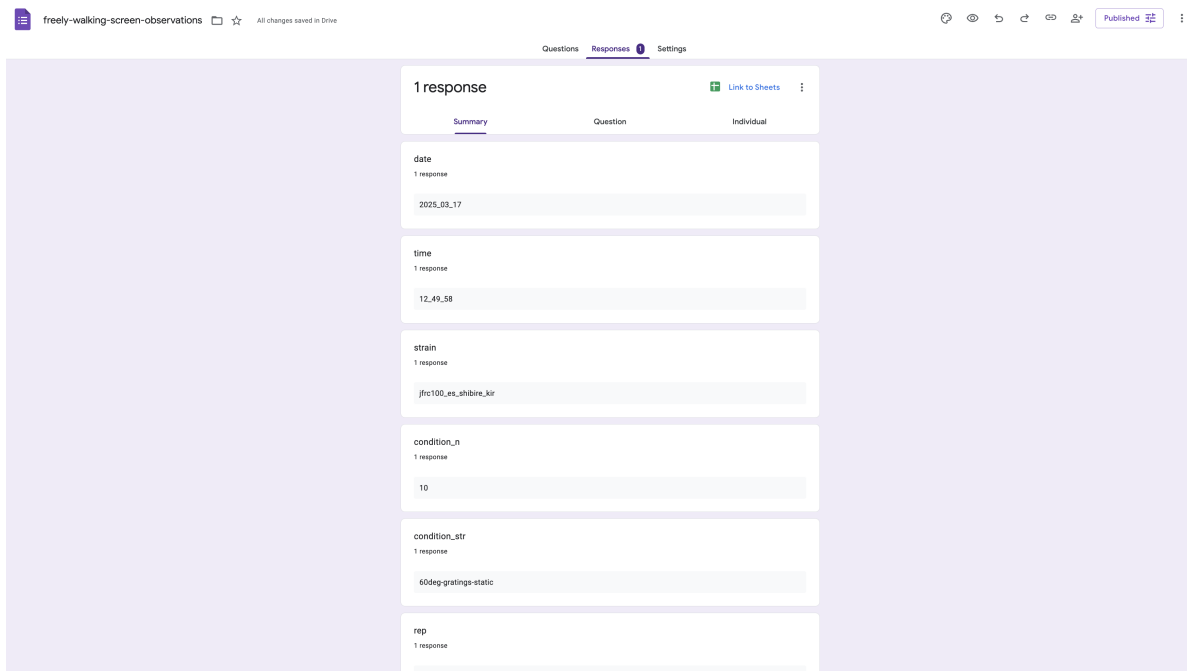 freely-walking-screen-observations All changes saved in Drive Published
Questions Responses 1 Settings
1 response Link to Sheets
Summary Question Individual
date
1 response
2025_03_17
time
1 response
12_49_58
strain
1 response
jfrc100_es_shibire_kir
condition_n
1 response
10
condition_str
1 response
60deg-gratings-static
rep
1 response